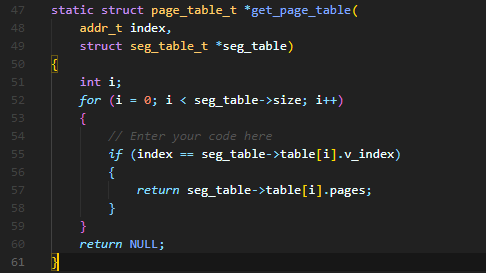 47 static struct page_table_t *get_page_table(
48     addr_t index,
49     struct seg_table_t *seg_table)
50 {
51     int i;
52     for (i = 0; i < seg_table->size; i++)
53     {
54         // Enter your code here
55         if (index == seg_table->table[i].v_index)
56         {
57             return seg_table->table[i].pages;
58         }
59     }
60     return NULL;
61 }